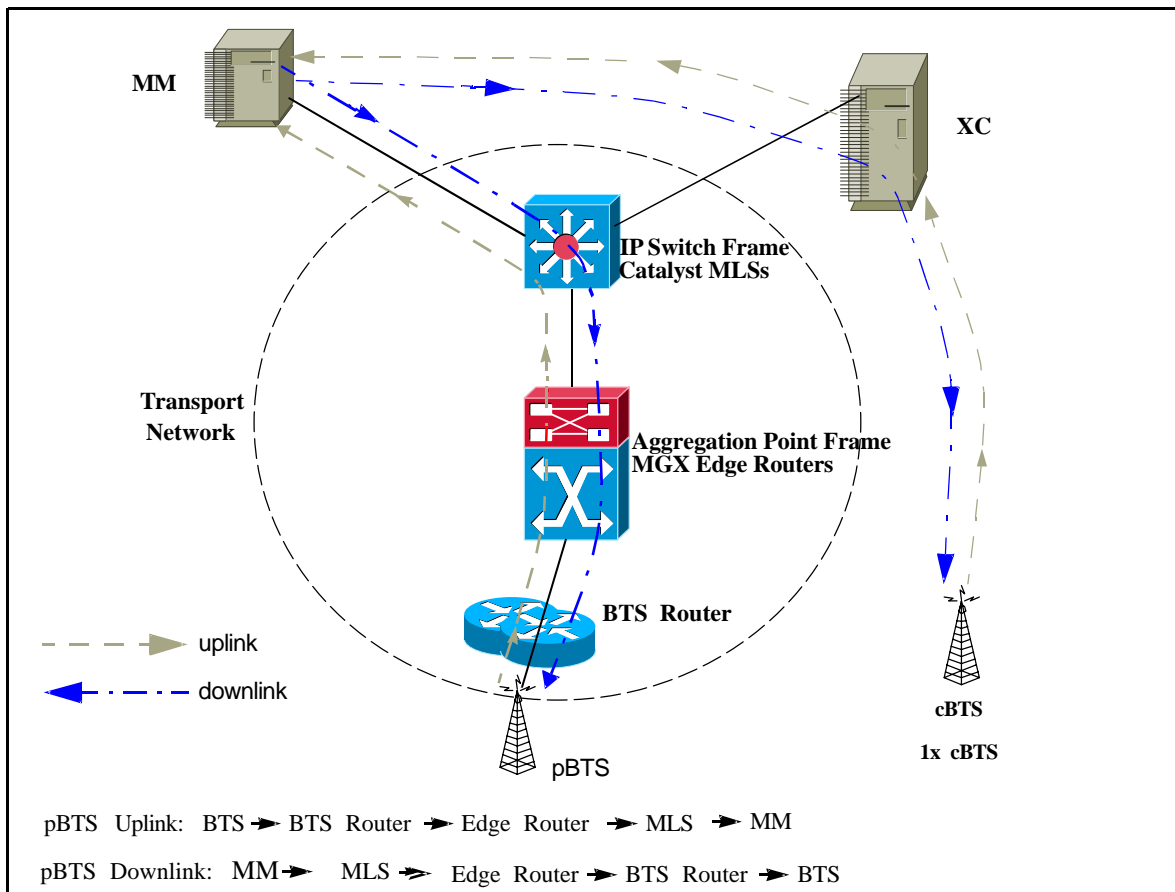 MM
XC
IP Switch Frame
Catalyst MLSs
Transport
Network
Aggregation Point Frame
MGX Edge Routers
BTS Router
uplink
downlink
cBTS
1x cBTS
pBTS
pBTS Uplink: BTS → BTS Router → Edge Router → MLS → MM
pBTS Downlink: MM → MLS → Edge Router → BTS Router → BTS